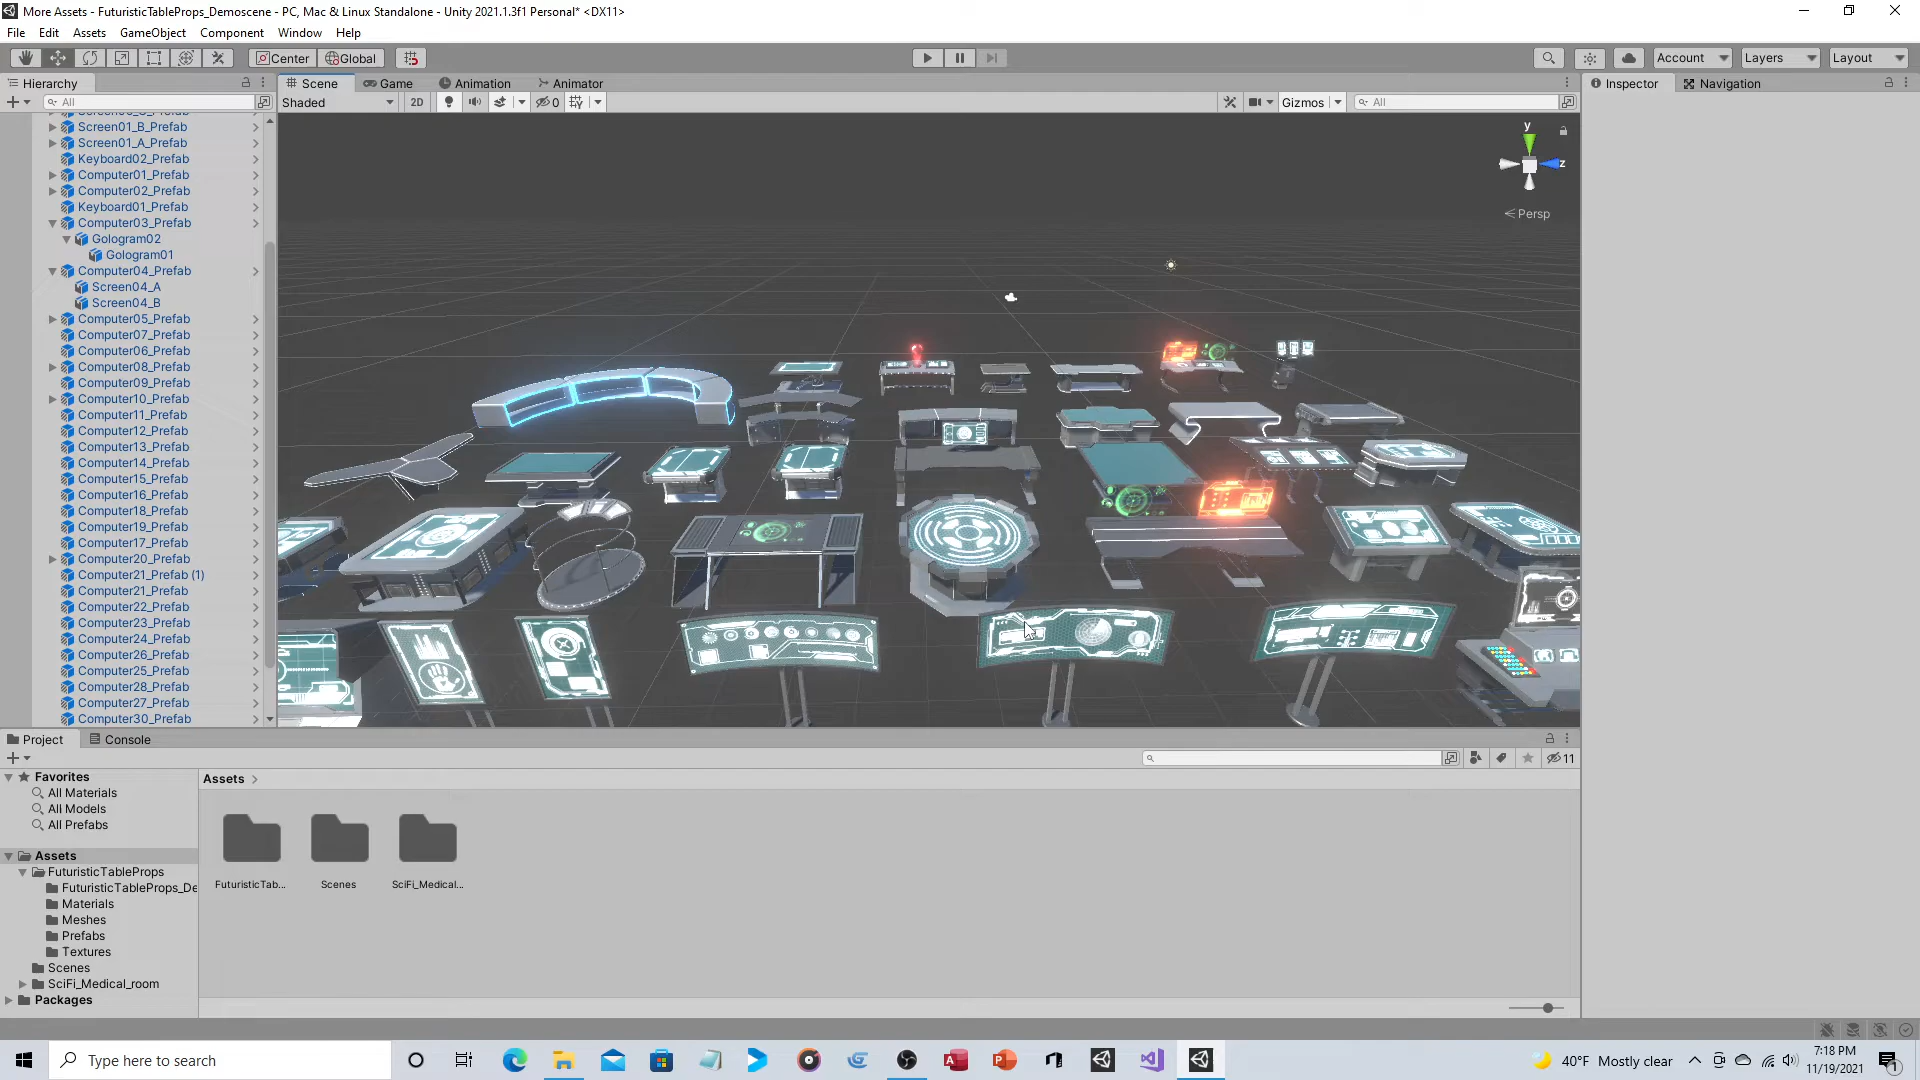 More Assets - FuturisticTableProps_Demoscene - PC, Mac & Linux Standalone - Unity 2021.1.3f1 Personal* <DX11>
File Edit Assets GameObject Component Window Help
Center Global Account Layers Layout
Hierarchy
Scene Game Animation Animator
Inspector Navigation
All
Shaded 2D 0 Gizmos All
Screen01_B_Prefab
Screen01_A_Prefab
Keyboard02_Prefab
Computer01_Prefab
Computer02_Prefab
Keyboard01_Prefab
Computer03_Prefab
Gologram02
Gologram01
Computer04_Prefab
Screen04_A
Screen04_B
Computer05_Prefab
Computer07_Prefab
Computer06_Prefab
Computer08_Prefab
Computer09_Prefab
Computer10_Prefab
Computer11_Prefab
Computer12_Prefab
Computer13_Prefab
Computer14_Prefab
Computer15_Prefab
Computer16_Prefab
Computer18_Prefab
Computer19_Prefab
Computer17_Prefab
Computer20_Prefab
Computer21_Prefab (1)
Computer21_Prefab
Computer22_Prefab
Computer23_Prefab
Computer24_Prefab
Computer26_Prefab
Computer25_Prefab
Computer28_Prefab
Computer27_Prefab
Computer30_Prefab
y
z
Persp
Project Console
11
Favorites
All Materials
All Models
All Prefabs
Assets
FuturisticTableProps
FuturisticTableProps_De
Materials
Meshes
Prefabs
Textures
Scenes
SciFi_Medical_room
Packages
Assets
FuturisticTab...
Scenes
SciFi_Medical...
Type here to search
40°F Mostly clear
7:18 PM
11/19/2021
1